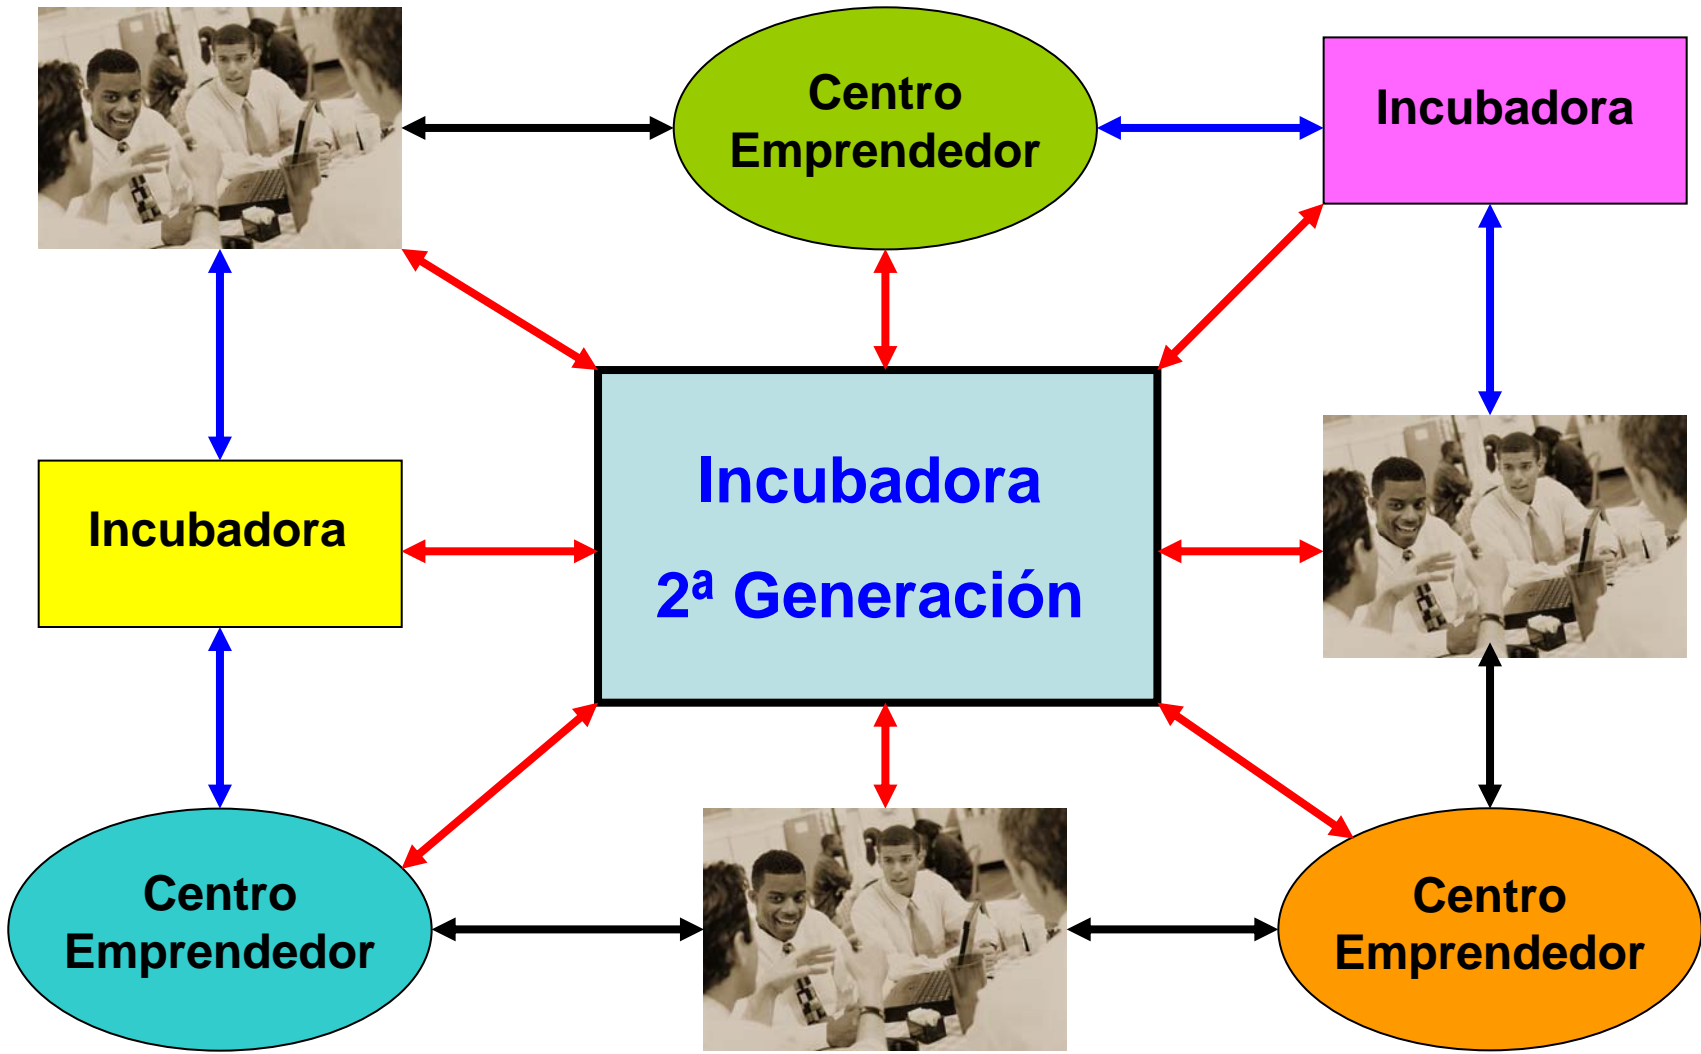 Centro
Emprendedor
Incubadora
Incubadora
Incubadora
2ª Generación
Centro
Emprendedor
Centro
Emprendedor